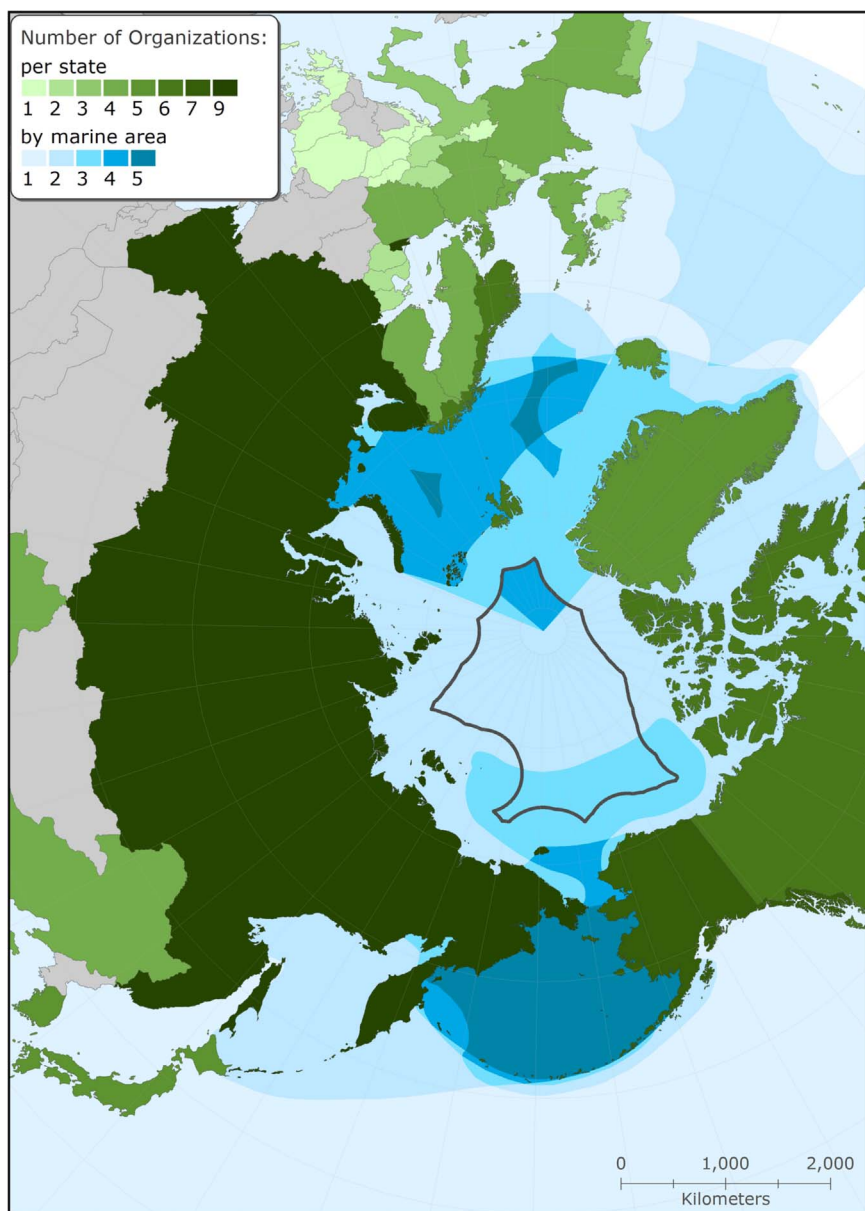 Number of Organizations:
per state
1 2 3 4 5 6 7 9
by marine area
1 2 3 4 5
0 1,000 2,000
Kilometers